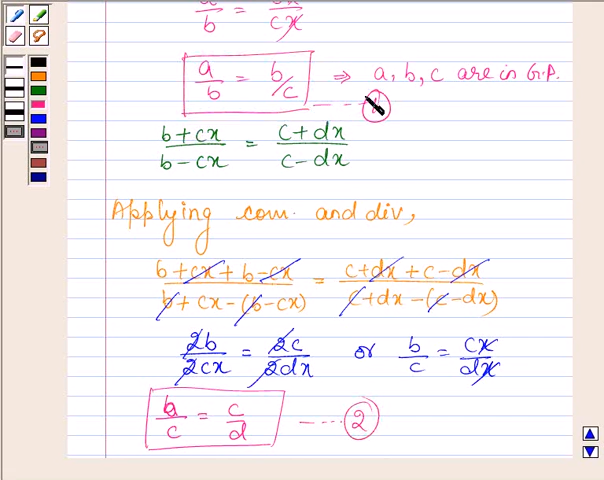 a/b = cx
a/b = b/c ⇒ a, b, c are in G.P.
-----①
(b+cx)/(b-cx) = (c+dx)/(c-dx)
Applying com. and div,
(b+cx+b-cx)/(b+cx-(b-cx)) = (c+dx+c-dx)/(c+dx-(c-dx))
2b/2cx = 2c/2dx or b/c = cx/dx
b/c = c/d -----②